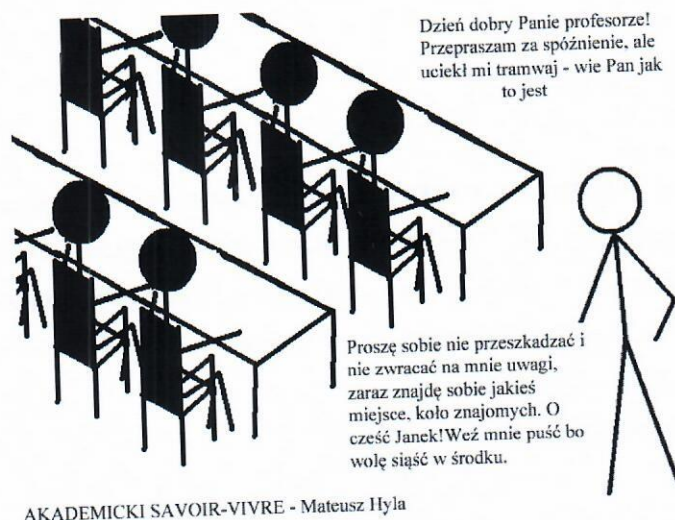 Dzień dobry Panie profesorze!
Przepraszam za spóźnienie, ale
uciekł mi tramwaj - wie Pan jak
to jest
Proszę sobie nie przeszkadzać i
nie zwracać na mnie uwagi,
zaraz znajdę sobie jakieś
miejsce, koło znajomych. O
cześć Janek!Weź mnie puść bo
wolę siąść w środku.
AKADEMICKI SAVOIR-VIVRE - Mateusz Hyla